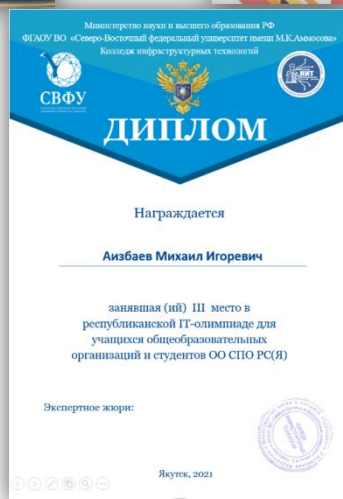 Министерство науки и высшего образования РФ
ФГАОУ ВО «Северо-Восточный федеральный университет имени М.К.Аммосова»
Колледж инфраструктурных технологий
СВФУ
КИТ
ДИПЛОМ
Награждается
Аизбаев Михаил Игоревич
занявшая (ий) III место в
республиканской IT-олимпиаде для
учащихся общеобразовательных
организаций и студентов ОО СПО РС(Я)
Экспертное жюри:
Якутск, 2021